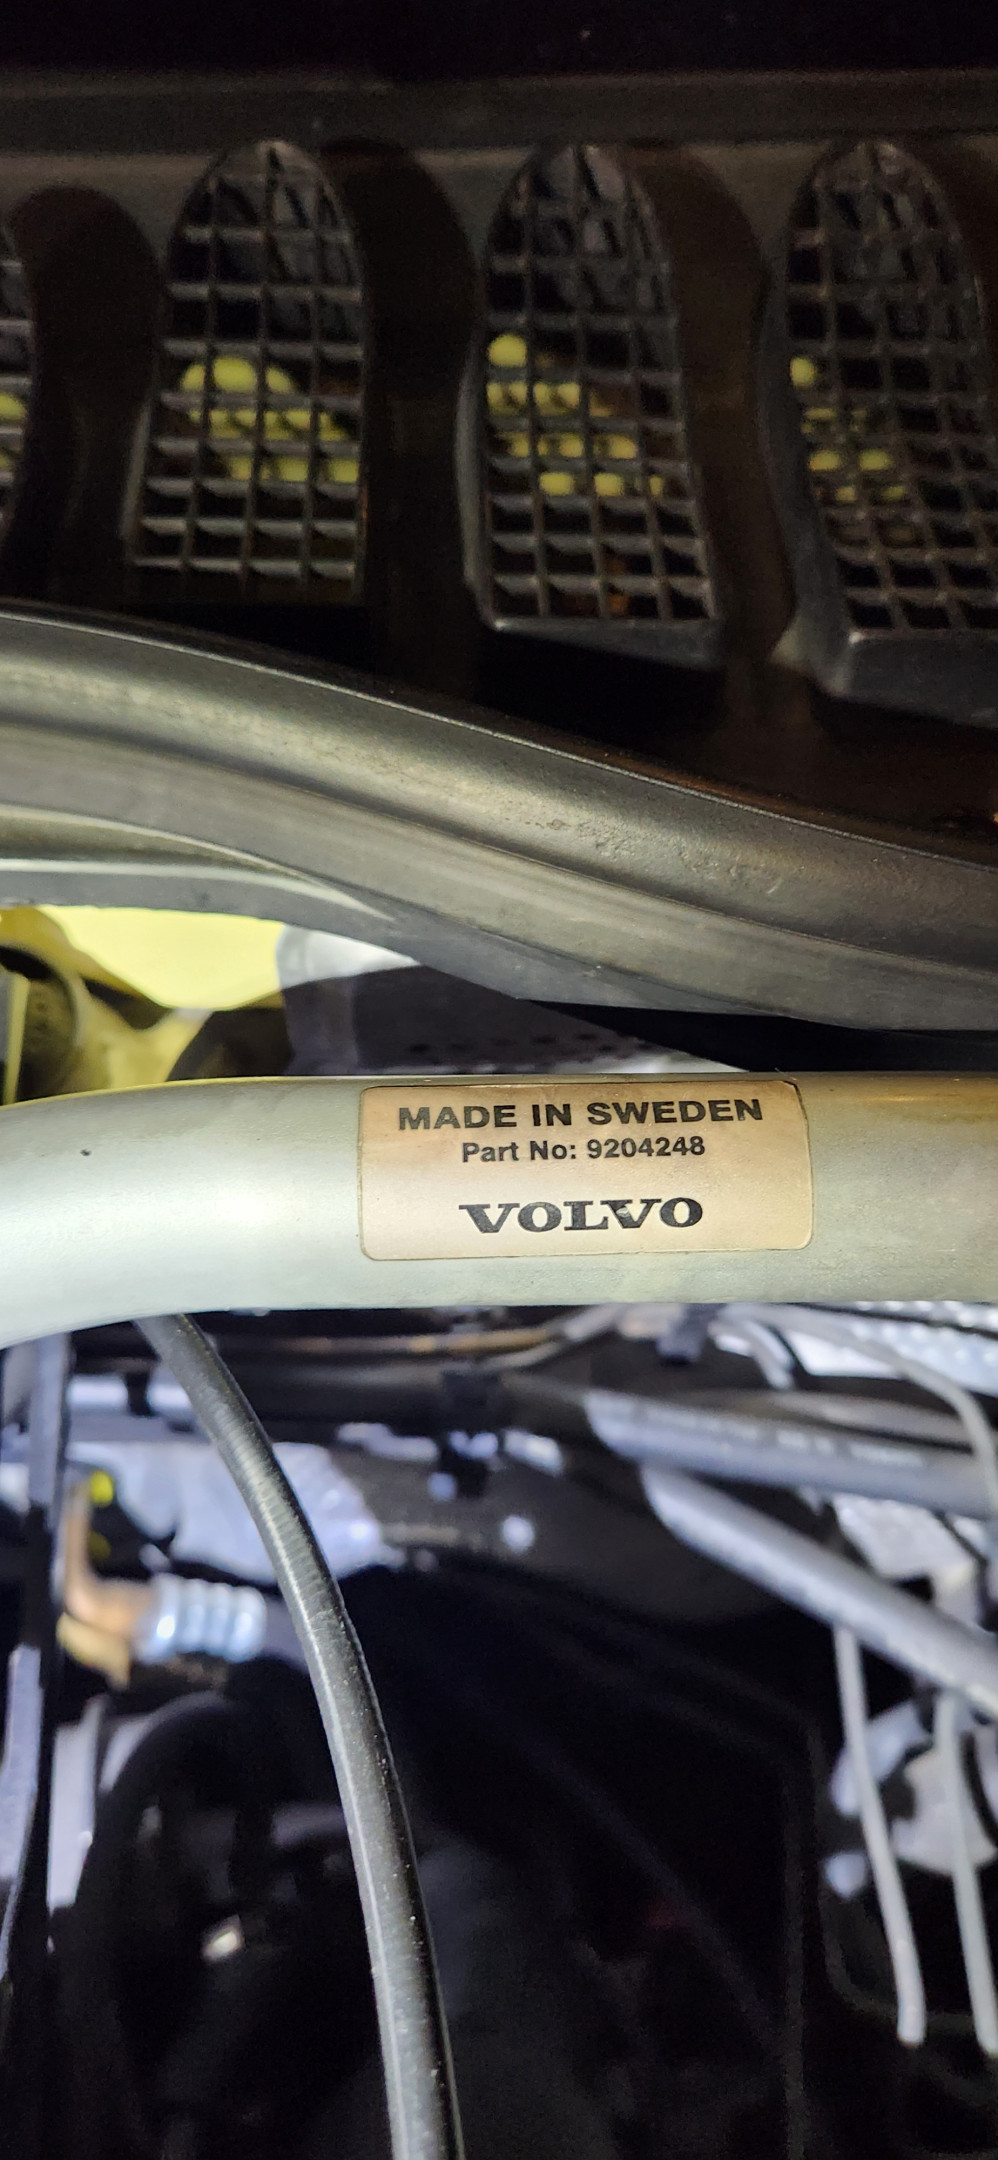 MADE IN SWEDEN
Part No: 9204248
VOLVO